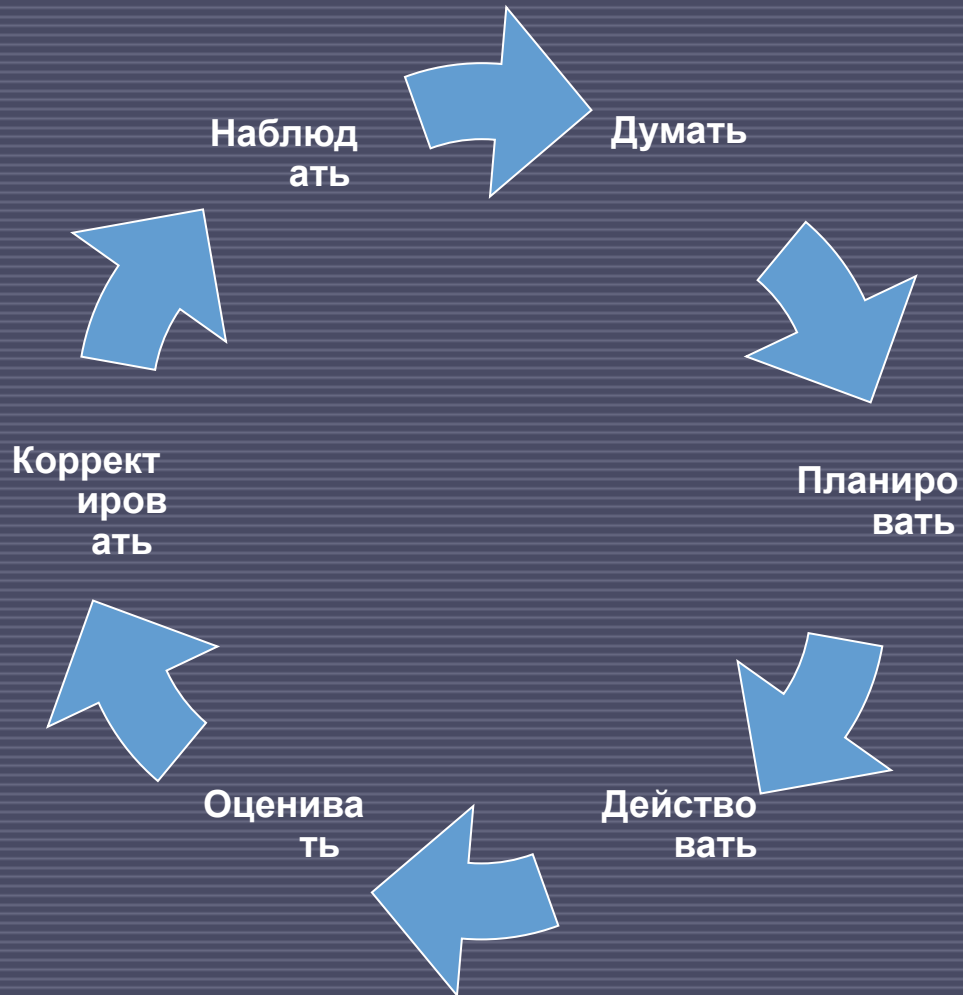 Наблюд
ать
Думать
Планиро
вать
Действо
вать
Оценива
ть
Коррект
иров
ать